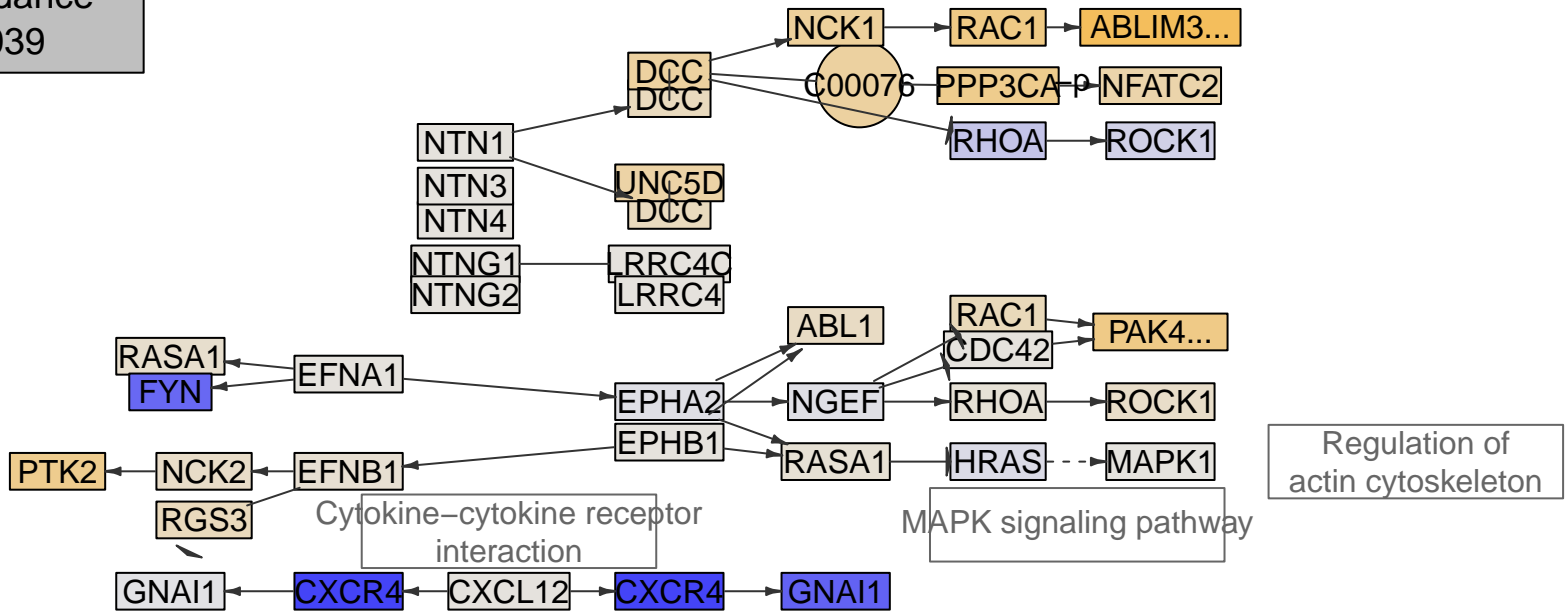 039
NCK1
RAC1
ABLIM3...
DCC
DCC
C00076
PPP3CA
p
NFATC2
RHOA
ROCK1
NTN1
NTN3
NTN4
UNC5D
DCC
NTNG1
NTNG2
LRRC4C
LRRC4
RASA1
FYN
EFNA1
ABL1
RAC1
CDC42
PAK4...
EPHA2
NGEF
RHOA
ROCK1
EPHB1
PTK2
NCK2
EFNB1
RASA1
HRAS
MAPK1
Regulation of
actin cytoskeleton
RGS3
Cytokine−cytokine receptor
interaction
MAPK signaling pathway
GNAI1
CXCR4
CXCL12
CXCR4
GNAI1